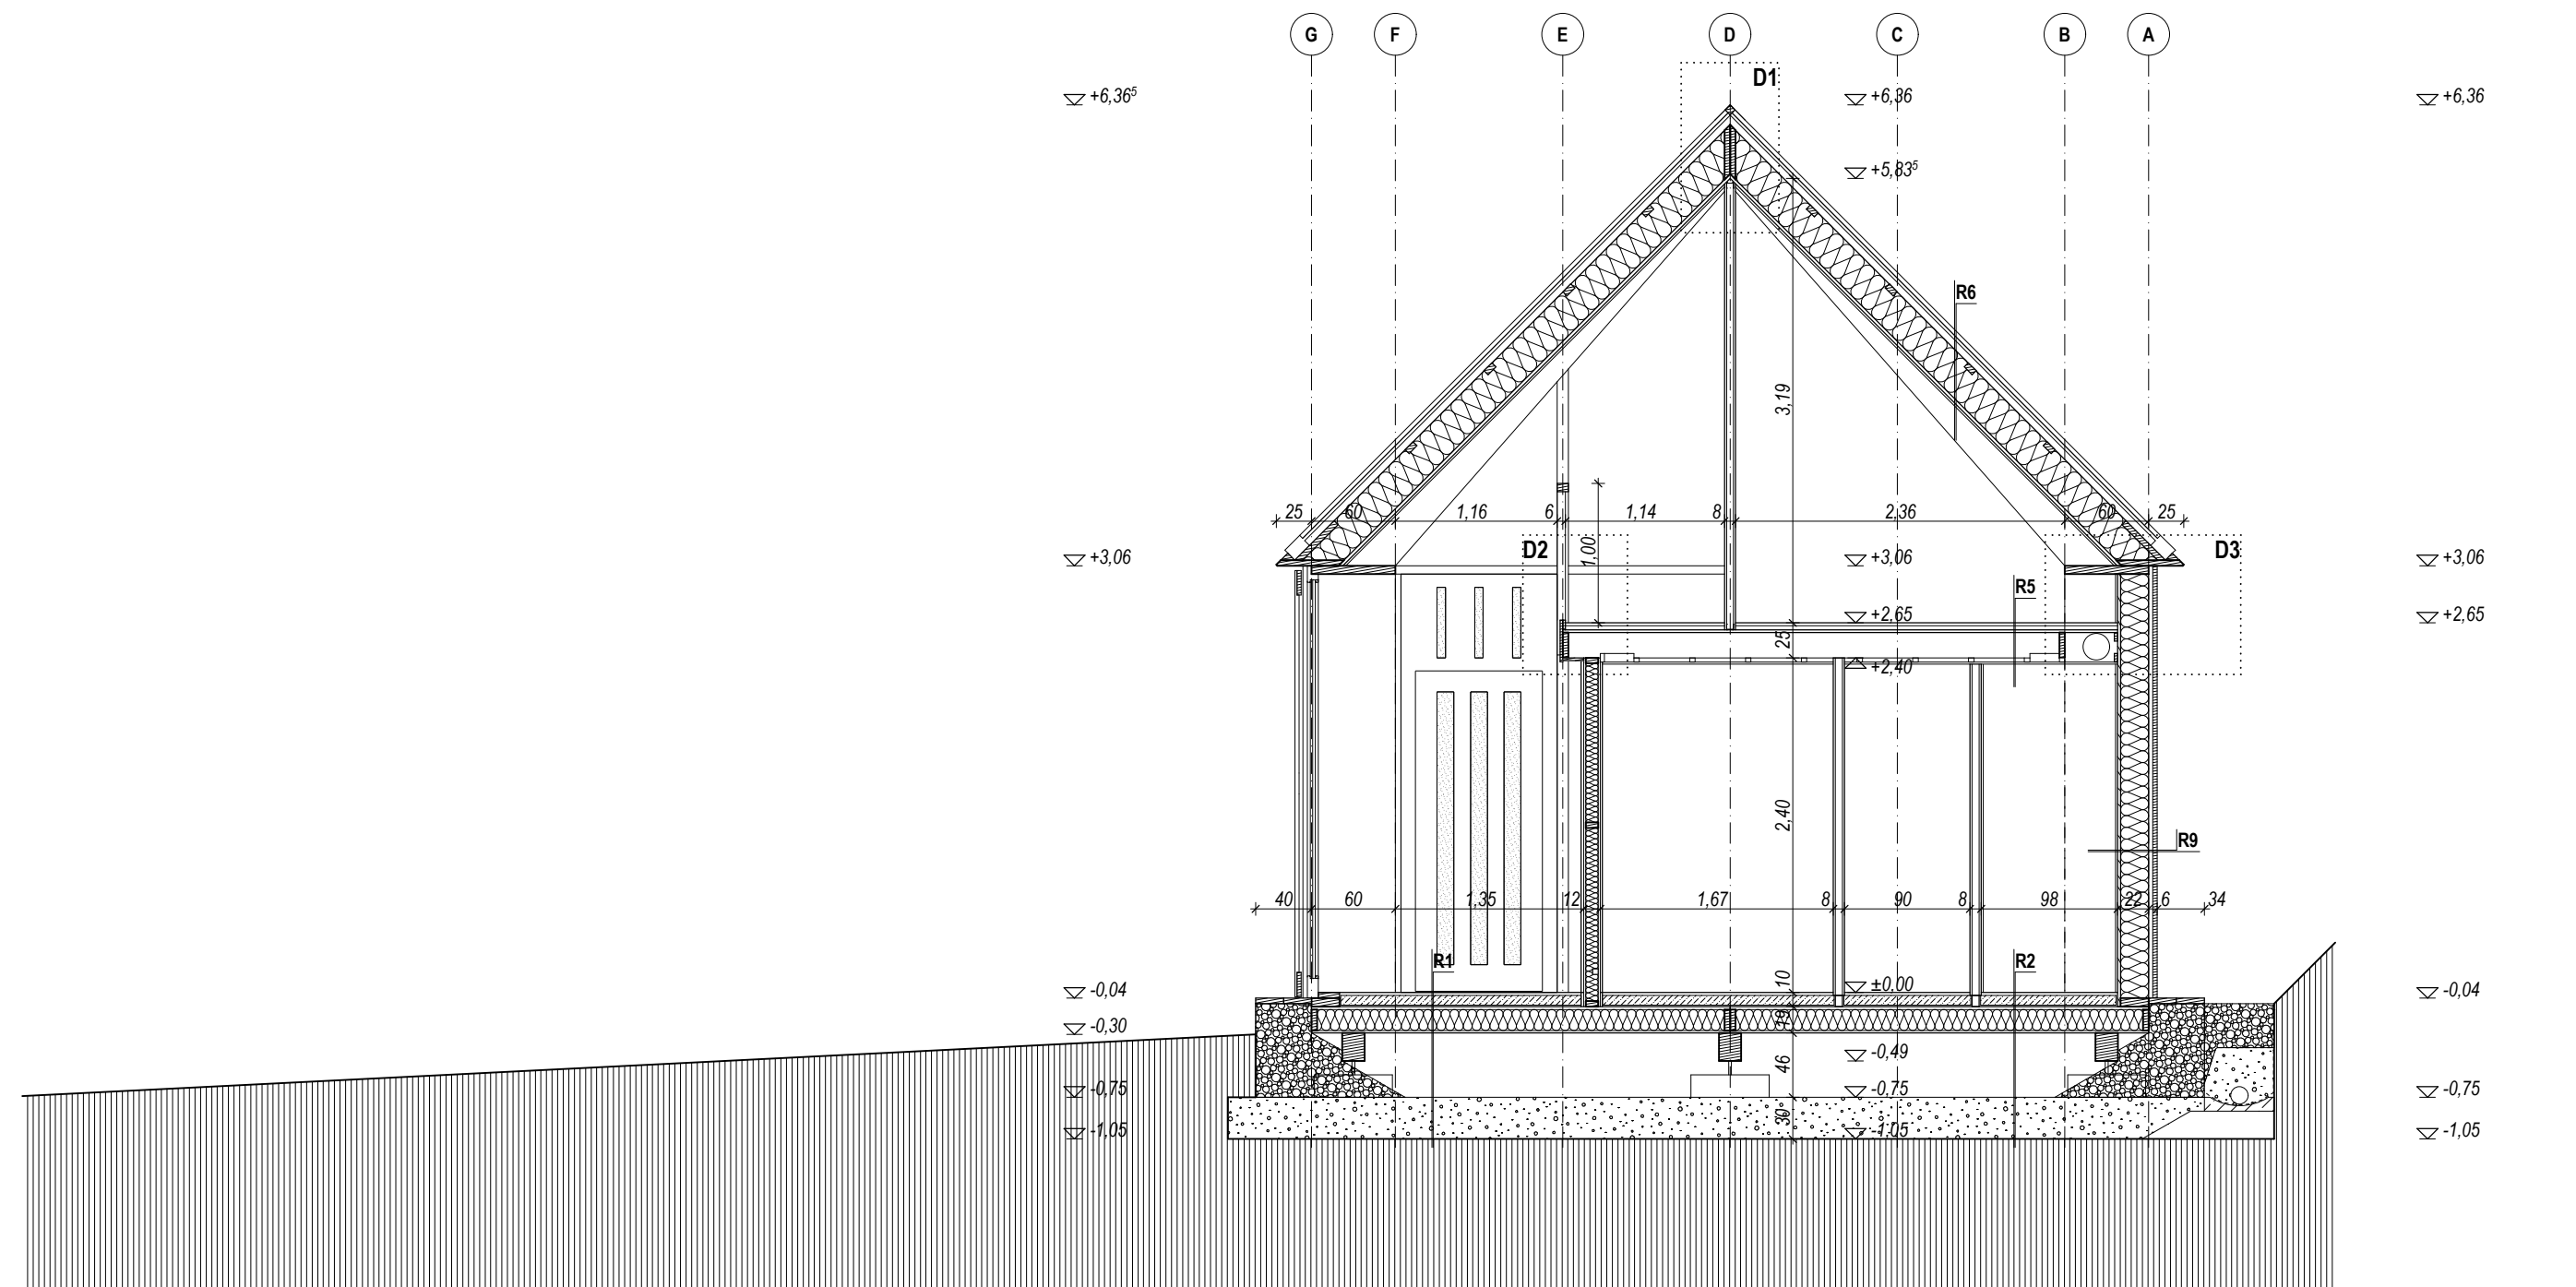 G F E D C B A
D1
+6,36⁵ +6,36 +6,36
+5,83⁵
R6
3,19
25 60 1,16 6 1,14 8 2,36 60 25
D2 1,00 D3
+3,06 +3,06 +3,06
R5
+2,65 +2,65
25
+2,40
2,40
R9
40 60 1,35 12 1,67 8 90 8 98 22 6 34
R1 R2
10
-0,04 ±0,00 -0,04
-0,30 19
46 -0,49
-0,75 -0,75 -0,75
30
-1,05 -1,05 -1,05